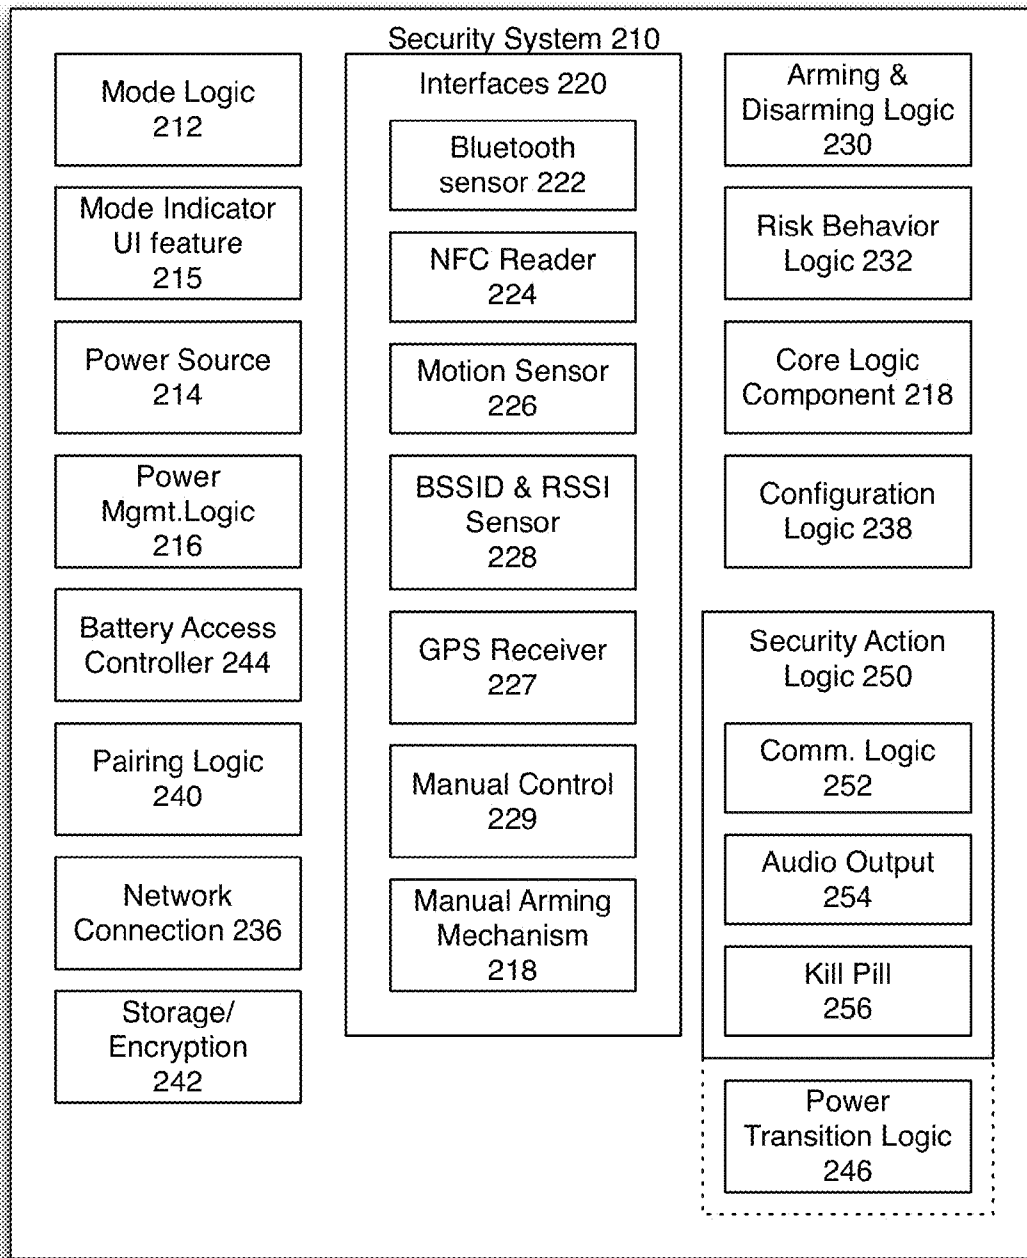 Security System 210
Mode Logic
212
Mode Indicator
UI feature
215
Power Source
214
Power
Mgmt.Logic
216
Battery Access
Controller 244
Pairing Logic
240
Network
Connection 236
Storage/
Encryption
242
Interfaces 220
Bluetooth
sensor 222
NFC Reader
224
Motion Sensor
226
BSSID & RSSI
Sensor
228
GPS Receiver
227
Manual Control
229
Manual Arming
Mechanism
218
Arming &
Disarming Logic
230
Risk Behavior
Logic 232
Core Logic
Component 218
Configuration
Logic 238
Security Action
Logic 250
Comm. Logic
252
Audio Output
254
Kill Pill
256
Power
Transition Logic
246